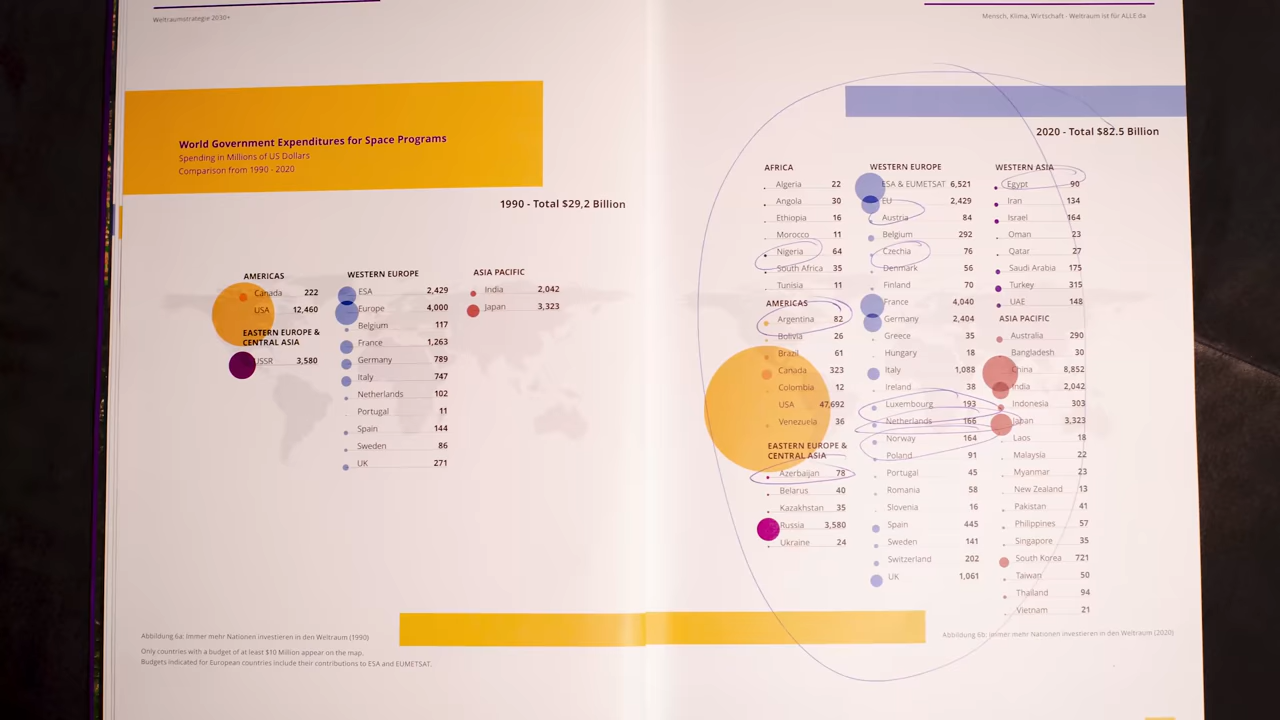 Weltraumstrategie 2030+
World Government Expenditures for Space Programs
Spending in Millions of US Dollars
Comparison from 1990 - 2020
1990 - Total $29,2 Billion
AMERICAS
Canada 222
USA 12,460
EASTERN EUROPE &
CENTRAL ASIA
USSR 3,580
WESTERN EUROPE
ESA 2,429
Europe 4,000
Belgium 117
France 1,263
Germany 789
Italy 747
Netherlands 102
Portugal 11
Spain 144
Sweden 86
UK 271
ASIA PACIFIC
India 2,042
Japan 3,323
Abbildung 6a: Immer mehr Nationen investieren in den Weltraum (1990)
Only countries with a budget of at least $10 Million appear on the map.
Budgets indicated for European countries include their contributions to ESA and EUMETSAT.
Mensch, Klima, Wirtschaft - Weltraum ist für ALLE da
2020 - Total $82.5 Billion
AFRICA
Algeria 22
Angola 30
Ethiopia 16
Morocco 11
Nigeria 64
South Africa 35
Tunisia 11
AMERICAS
Argentina 82
Bolivia 26
Brazil 61
Canada 323
Colombia 12
USA 47,692
Venezuela 36
EASTERN EUROPE &
CENTRAL ASIA
Azerbaijan 78
Belarus 40
Kazakhstan 35
Russia 3,580
Ukraine 24
WESTERN EUROPE
ESA & EUMETSAT 6,521
EU 2,429
Austria 84
Belgium 292
Czechia 76
Denmark 56
Finland 70
France 4,040
Germany 2,404
Greece 35
Hungary 18
Italy 1,088
Ireland 38
Luxembourg 193
Netherlands 166
Norway 164
Poland 91
Portugal 45
Romania 58
Slovenia 16
Spain 445
Sweden 141
Switzerland 202
UK 1,061
WESTERN ASIA
Egypt 90
Iran 134
Israel 164
Oman 23
Qatar 27
Saudi Arabia 175
Turkey 315
UAE 148
ASIA PACIFIC
Australia 290
Bangladesh 30
China 8,852
India 2,042
Indonesia 303
Japan 3,323
Laos 18
Malaysia 22
Myanmar 23
New Zealand 13
Pakistan 41
Philippines 57
Singapore 35
South Korea 721
Taiwan 50
Thailand 94
Vietnam 21
Abbildung 6b: Immer mehr Nationen investieren in den Weltraum (2020)